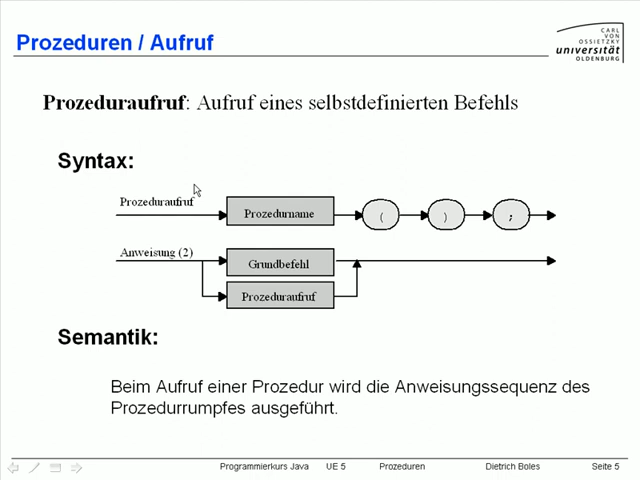 Prozeduren / Aufruf
CARL
VON
OSSIETZKY
universität
OLDENBURG
Prozeduraufruf: Aufruf eines selbstdefinierten Befehls
Syntax:
Prozeduraufruf
Prozedurname ( ) ;
Anweisung (2)
Grundbefehl
Prozeduraufruf
Semantik:
Beim Aufruf einer Prozedur wird die Anweisungssequenz des
Prozedurrumpfes ausgeführt.
Programmierkurs Java UE 5 Prozeduren Dietrich Boles Seite 5